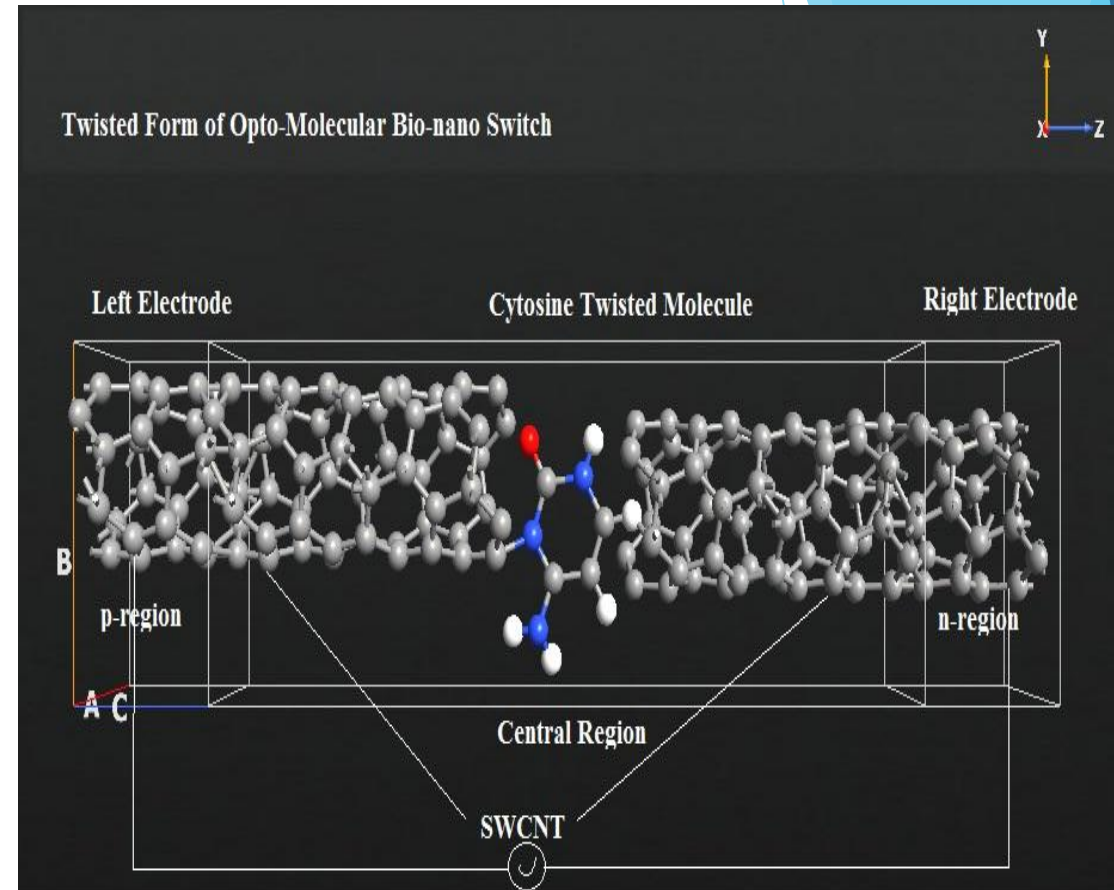 Y
X
Z
Twisted Form of Opto-Molecular Bio-nano Switch
Left Electrode
Cytosine Twisted Molecule
Right Electrode
B
p-region
n-region
A
C
Central Region
SWCNT